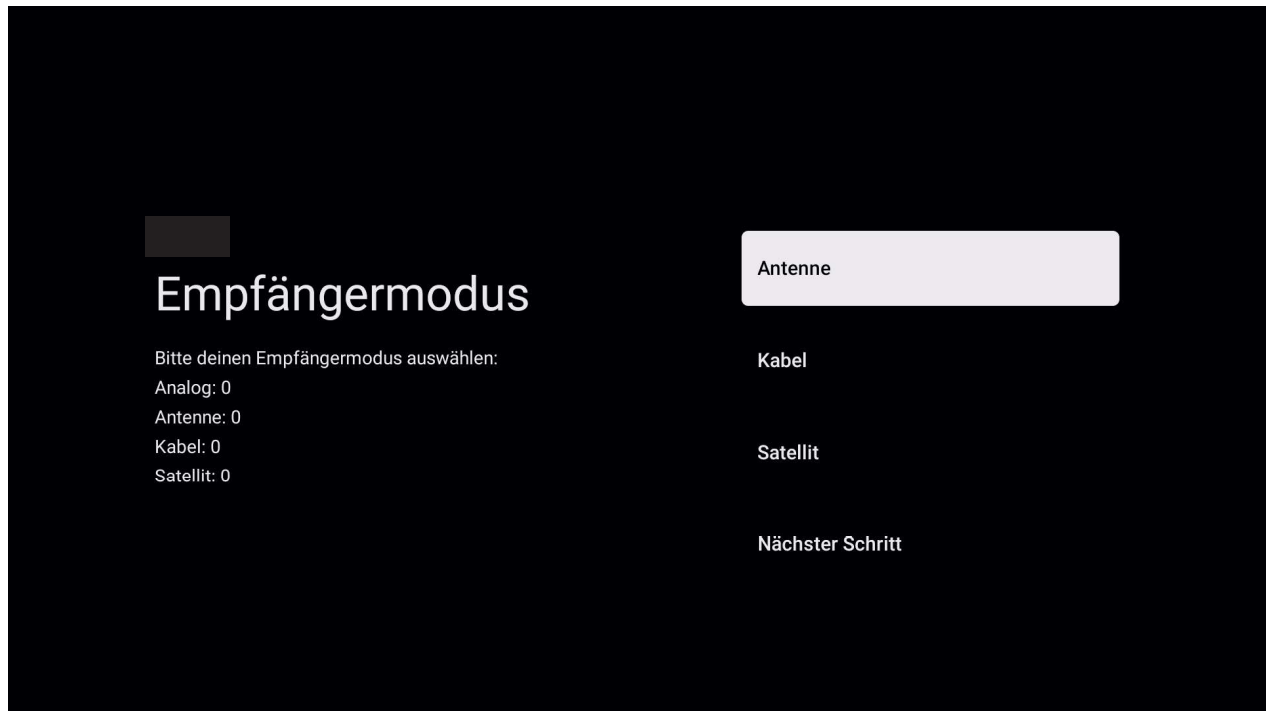 Empfängermodus
Bitte deinen Empfängermodus auswählen:
Analog: 0
Antenne: 0
Kabel: 0
Satellit: 0
Antenne
Kabel
Satellit
Nächster Schritt